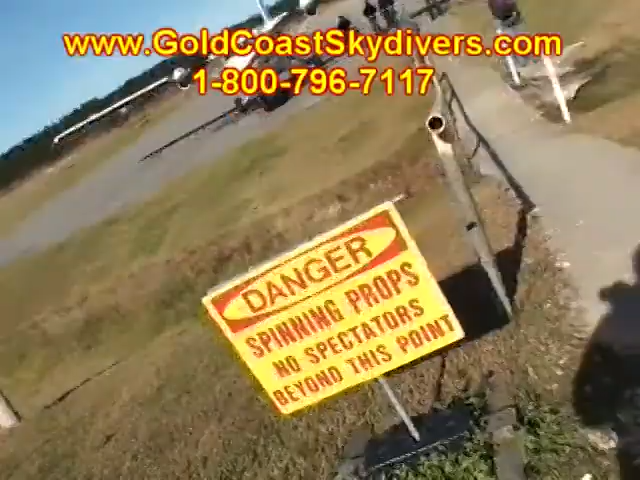 www.GoldCoastSkydivers.com
1-800-796-7117
DANGER
SPINNING PROPS
NO SPECTATORS
BEYOND THIS POINT